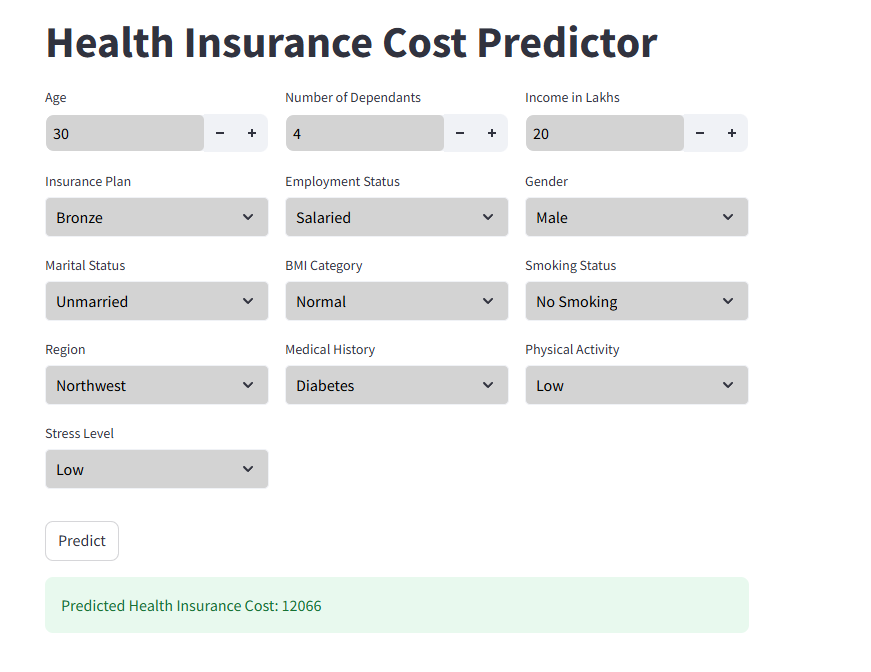 Health Insurance Cost Predictor
Age Number of Dependants Income in Lakhs
30 − + 4 − + 20 − +
Insurance Plan Employment Status Gender
Bronze Salaried Male
Marital Status BMI Category Smoking Status
Unmarried Normal No Smoking
Region Medical History Physical Activity
Northwest Diabetes Low
Stress Level
Low
Predict
Predicted Health Insurance Cost: 12066